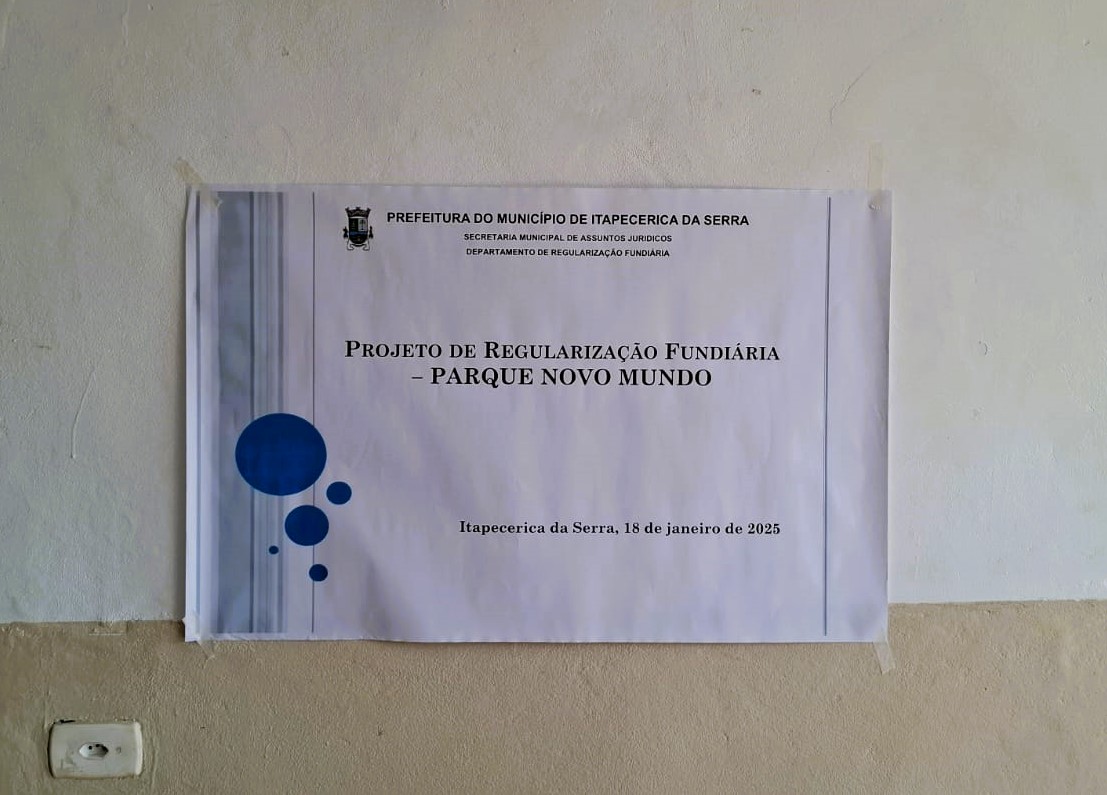 PREFEITURA DO MUNICÍPIO DE ITAPECERICA DA SERRA
SECRETARIA MUNICIPAL DE ASSUNTOS JURIDICOS
DEPARTAMENTO DE REGULARIZAÇÃO FUNDIÁRIA
PROJETO DE REGULARIZAÇÃO FUNDIÁRIA
– PARQUE NOVO MUNDO
Itapecerica da Serra, 18 de janeiro de 2025